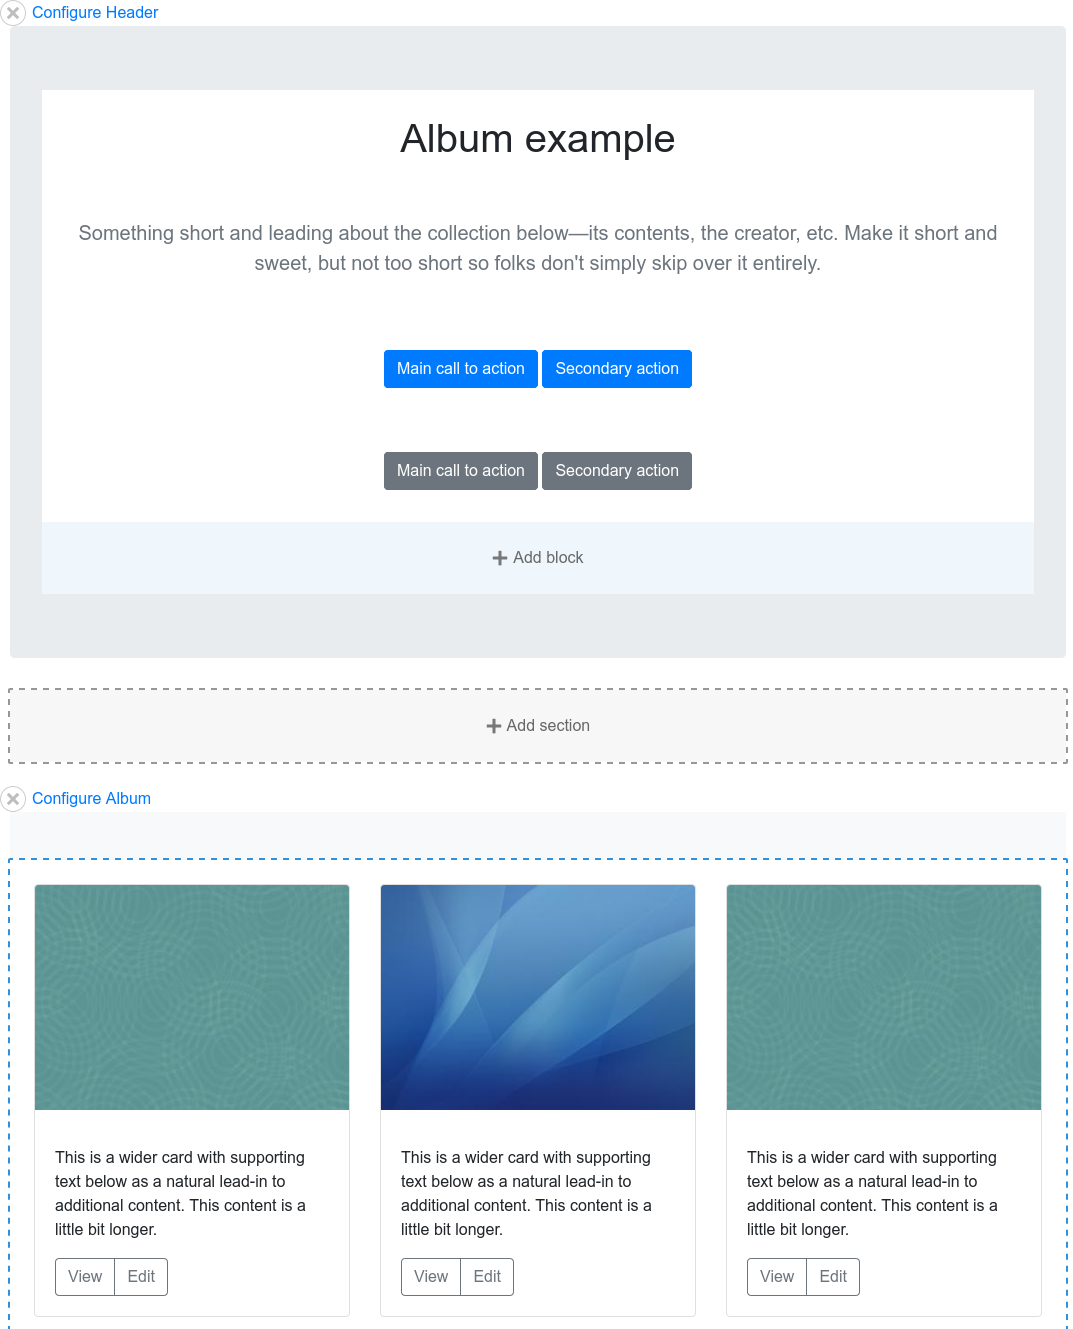 Configure Header
Album example
Something short and leading about the collection below—its contents, the creator, etc. Make it short and
sweet, but not too short so folks don't simply skip over it entirely.
Main call to action Secondary action
Main call to action Secondary action
Add block
Add section
Configure Album
This is a wider card with supporting
text below as a natural lead-in to
additional content. This content is a
little bit longer.
View Edit
This is a wider card with supporting
text below as a natural lead-in to
additional content. This content is a
little bit longer.
View Edit
This is a wider card with supporting
text below as a natural lead-in to
additional content. This content is a
little bit longer.
View Edit